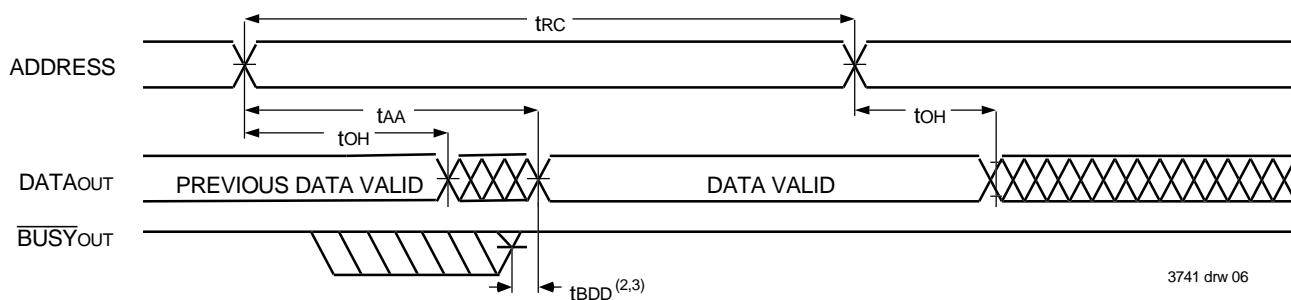 tRC
ADDRESS
tAA
tOH
tOH
DATAOUT
PREVIOUS DATA VALID
DATA VALID
BUSYOUT
tBDD (2,3)
3741 drw 06